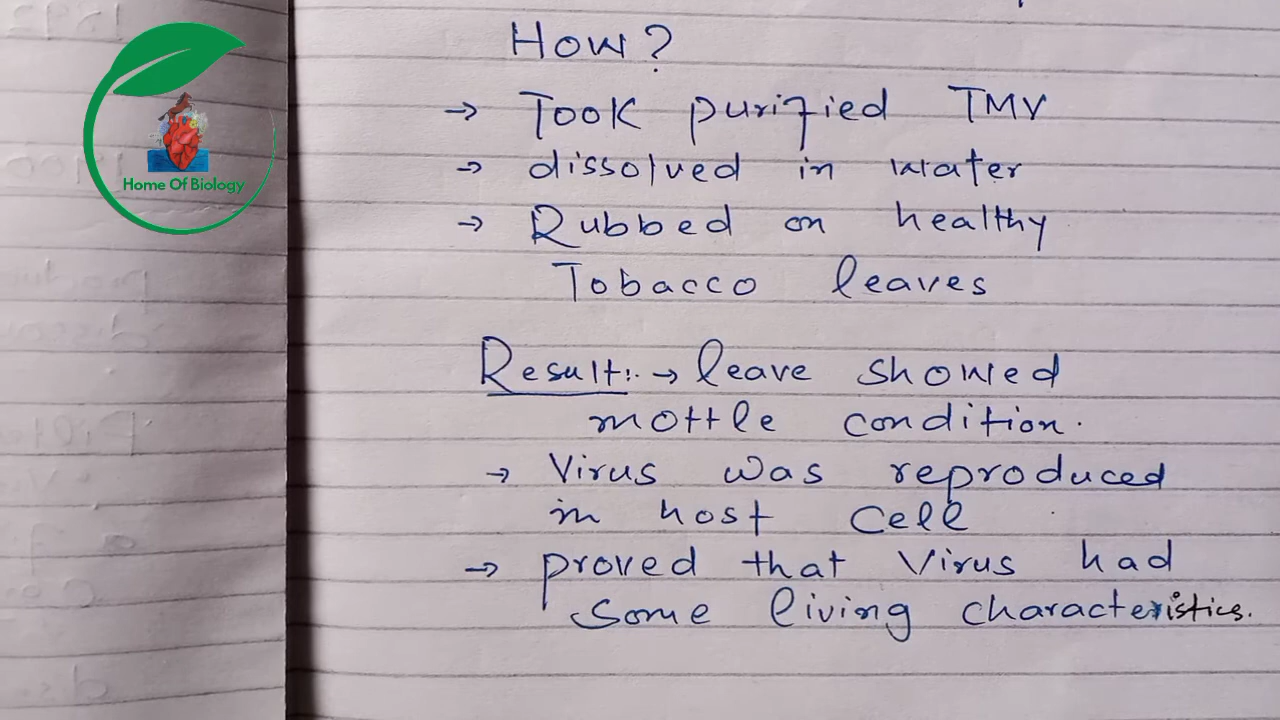 Home Of Biology
How?
→ Took purified TMV
→ dissolved in water
→ Rubbed on healthy
Tobacco leaves
Result:. → leave showed
mottle condition.
→ Virus was reproduced
in host Cell
→ proved that Virus had
Some living characteristics.